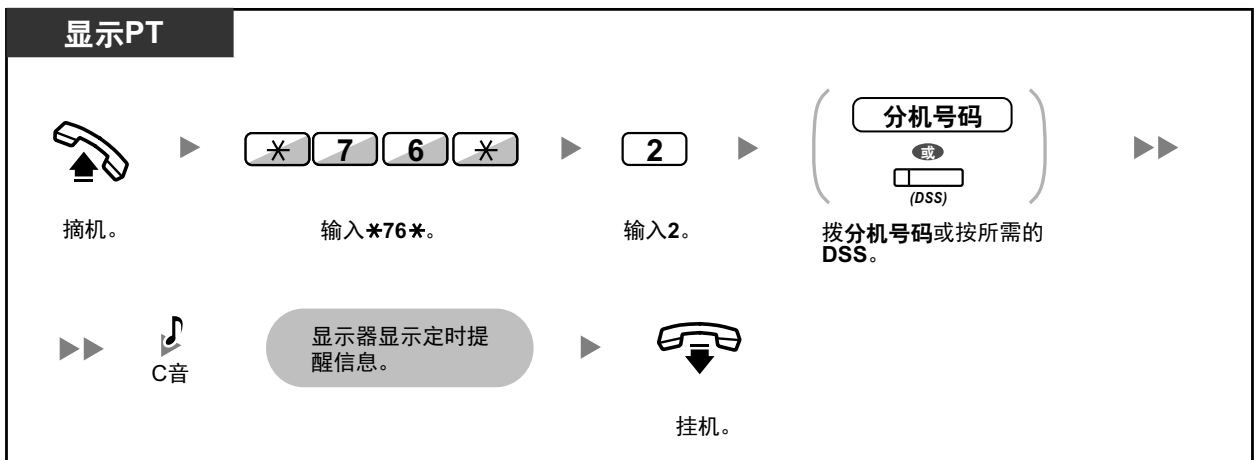 显示PT
✳ 7 6 ✳
2
分机号码
或
(DSS)
摘机。
输入✳76✳。
输入2。
拨分机号码或按所需的
DSS。
C音
显示器显示定时提
醒信息。
挂机。